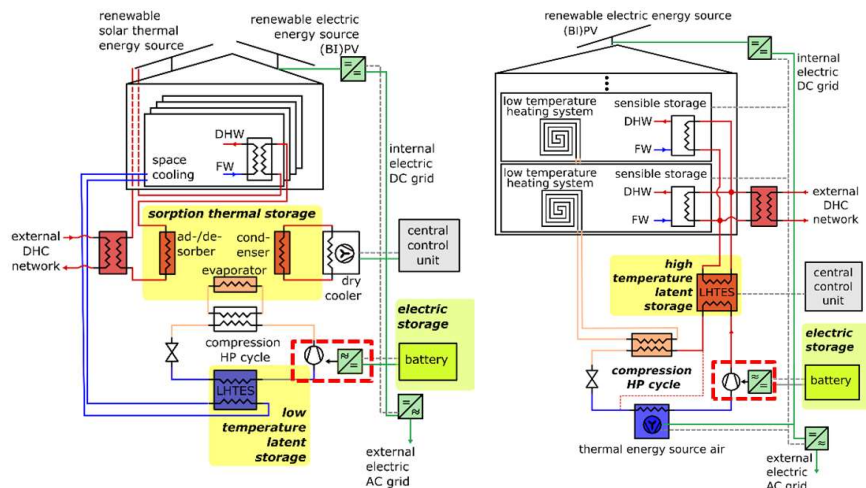 renewable
solar thermal
energy source
renewable electric
energy source
(BI)PV
DHW
FW
space
cooling
internal
electric
DC grid
sorption thermal storage
external
DHC
network
ad-/de-
sorber
cond-
enser
dry
cooler
central
control
unit
evaporator
compression
HP cycle
electric
storage
battery
LHTES
low
temperature
latent
storage
external
electric
AC grid
renewable electric energy source
(BI)PV
internal
electric
DC grid
low temperature
heating system
sensible storage
DHW
FW
low temperature
heating system
sensible storage
DHW
FW
external
DHC
network
high
temperature
latent
storage
LHTES
central
control
unit
electric
storage
compression
HP cycle
battery
thermal energy source air
external
electric
AC grid